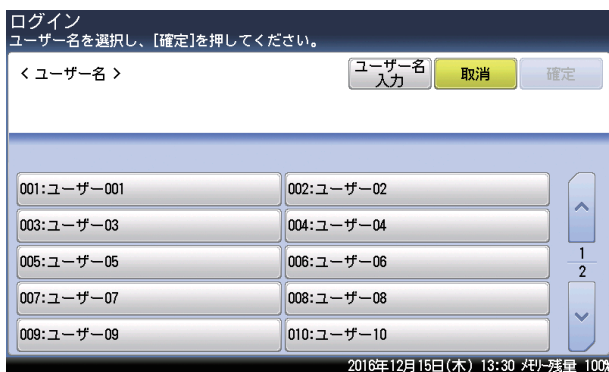 ログイン
ユーザー名を選択し、[確定]を押してください。
< ユーザー名 >
ユーザー名
入力
取消
確定
001:ユーザー001
002:ユーザー02
003:ユーザー03
004:ユーザー04
005:ユーザー05
006:ユーザー06
1
2
007:ユーザー07
008:ユーザー08
009:ユーザー09
010:ユーザー10
2016年12月15日(木) 13:30 ﾒﾓﾘｰ残量 100%